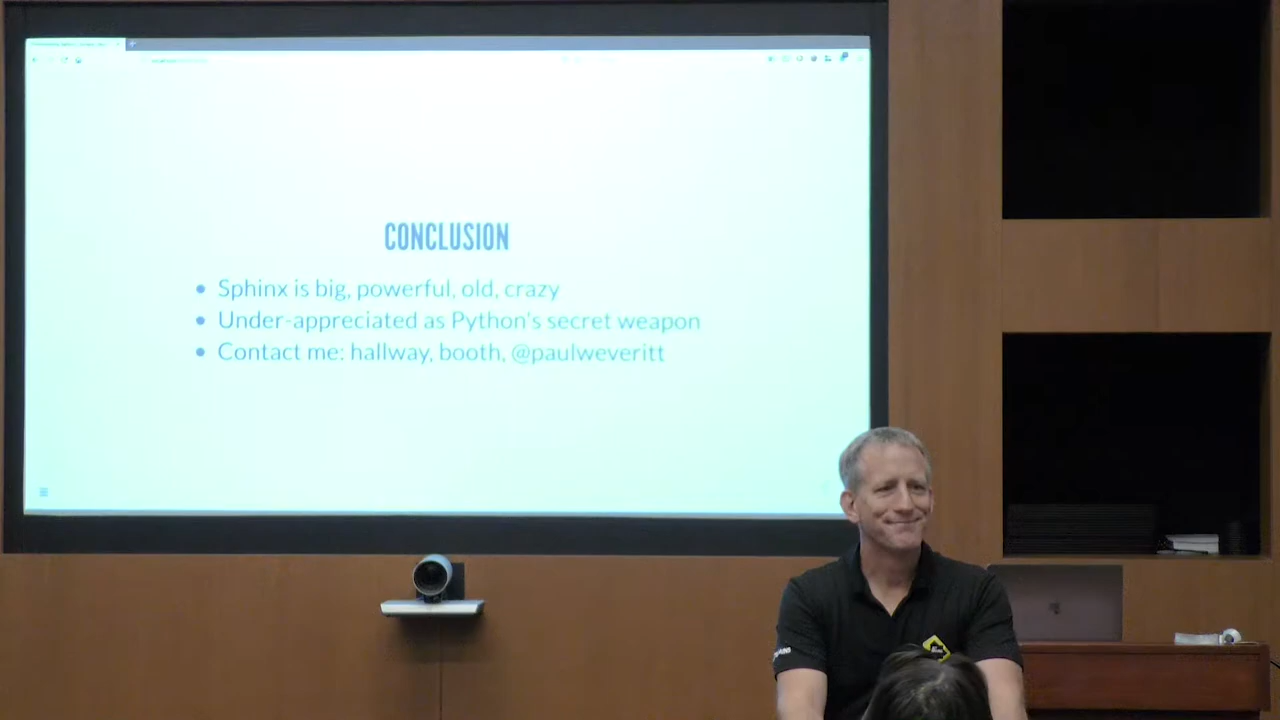 CONCLUSION
Sphinx is big, powerful, old, crazy
Under-appreciated as Python's secret weapon
Contact me: hallway, booth, @paulweveritt